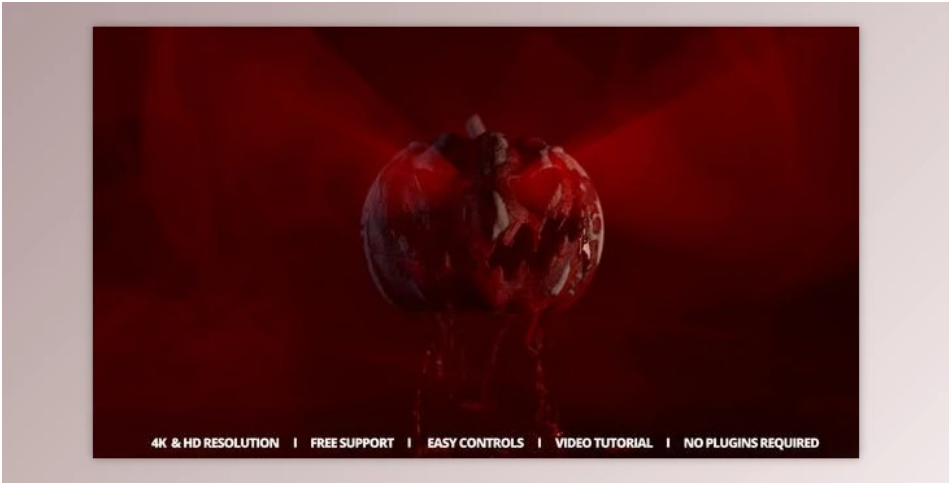 4K & HD RESOLUTION | FREE SUPPORT | EASY CONTROLS | VIDEO TUTORIAL | NO PLUGINS REQUIRED